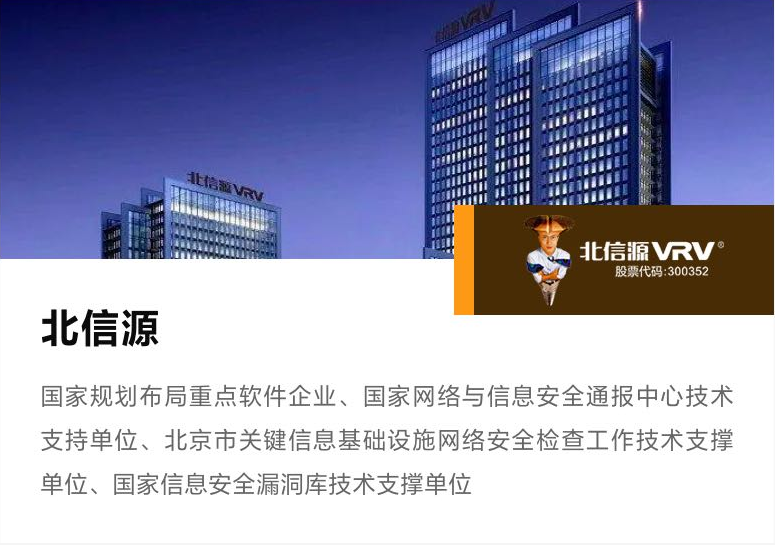 北信源VRV
北信源VRV
北信源VRV®
股票代码:300352
北信源
国家规划布局重点软件企业、国家网络与信息安全通报中心技术
支持单位、北京市关键信息基础设施网络安全检查工作技术支撑
单位、国家信息安全漏洞库技术支撑单位